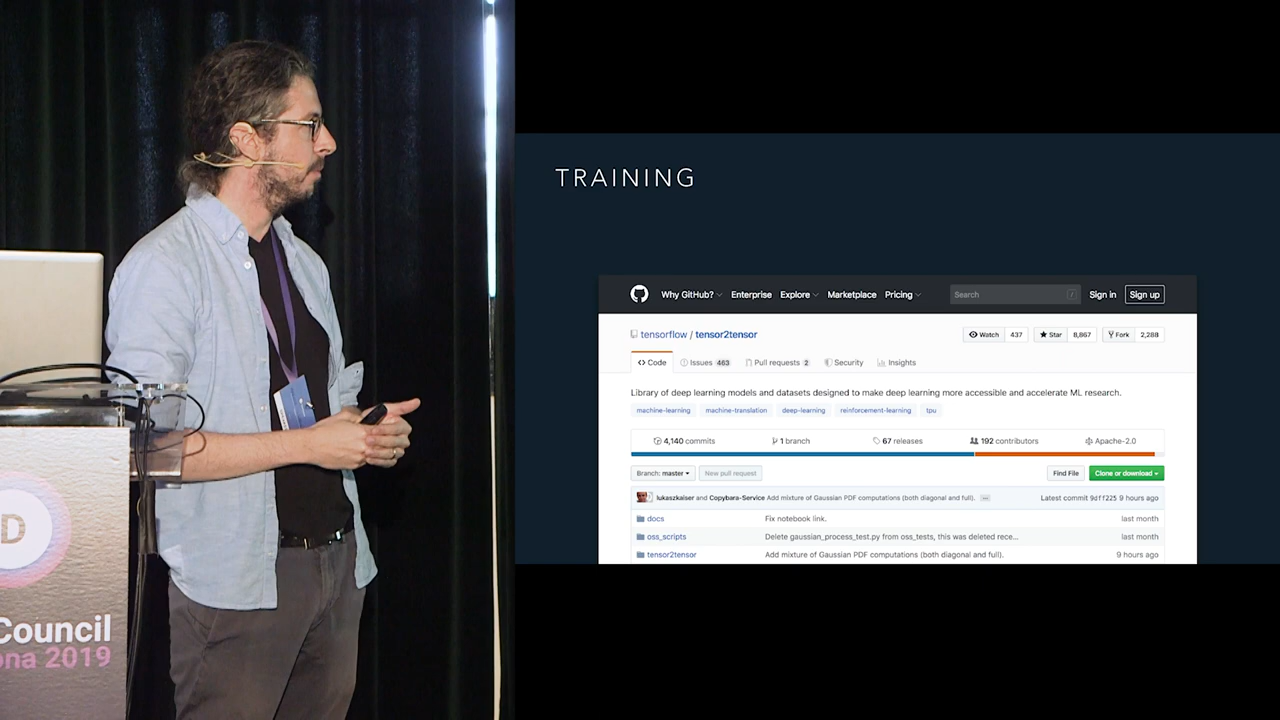 TRAINING
Why GitHub? Enterprise Explore Marketplace Pricing Search / Sign in Sign up
tensorflow / tensor2tensor Watch 437 Star 8,867 Fork 2,288
Code Issues 463 Pull requests 2 Security Insights
Library of deep learning models and datasets designed to make deep learning more accessible and accelerate ML research.
machine-learning machine-translation deep-learning reinforcement-learning tpu
4,140 commits 1 branch 67 releases 192 contributors Apache-2.0
Branch: master New pull request Find File Clone or download
lukaszkaiser and Copybara-Service Add mixture of Gaussian PDF computations (both diagonal and full). ... Latest commit 9dff225 9 hours ago
docs Fix notebook link. last month
oss_scripts Delete gaussian_process_test.py from oss_tests, this was deleted rece... last month
tensor2tensor Add mixture of Gaussian PDF computations (both diagonal and full). 9 hours ago
D
Council
ona 2019